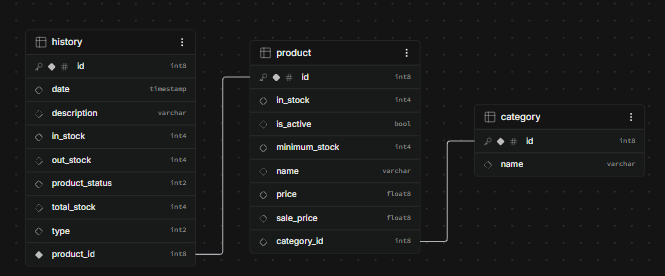 history
id int8
date timestamp
description varchar
in_stock int4
out_stock int4
product_status int2
total_stock int4
type int2
product_id int8
product
id int8
in_stock int4
is_active bool
minimum_stock int4
name varchar
price float8
sale_price float8
category_id int8
category
id int8
name varchar